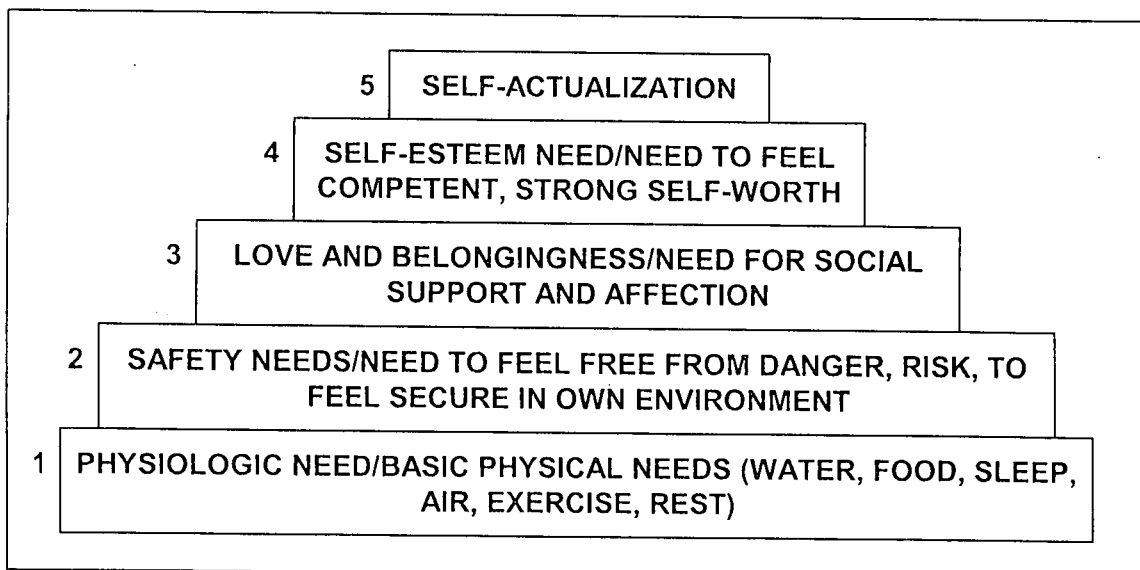 5 SELF-ACTUALIZATION
4 SELF-ESTEEM NEED/NEED TO FEEL
COMPETENT, STRONG SELF-WORTH
3 LOVE AND BELONGINGNESS/NEED FOR SOCIAL
SUPPORT AND AFFECTION
2 SAFETY NEEDS/NEED TO FEEL FREE FROM DANGER, RISK, TO
FEEL SECURE IN OWN ENVIRONMENT
1 PHYSIOLOGIC NEED/BASIC PHYSICAL NEEDS (WATER, FOOD, SLEEP,
AIR, EXERCISE, REST)